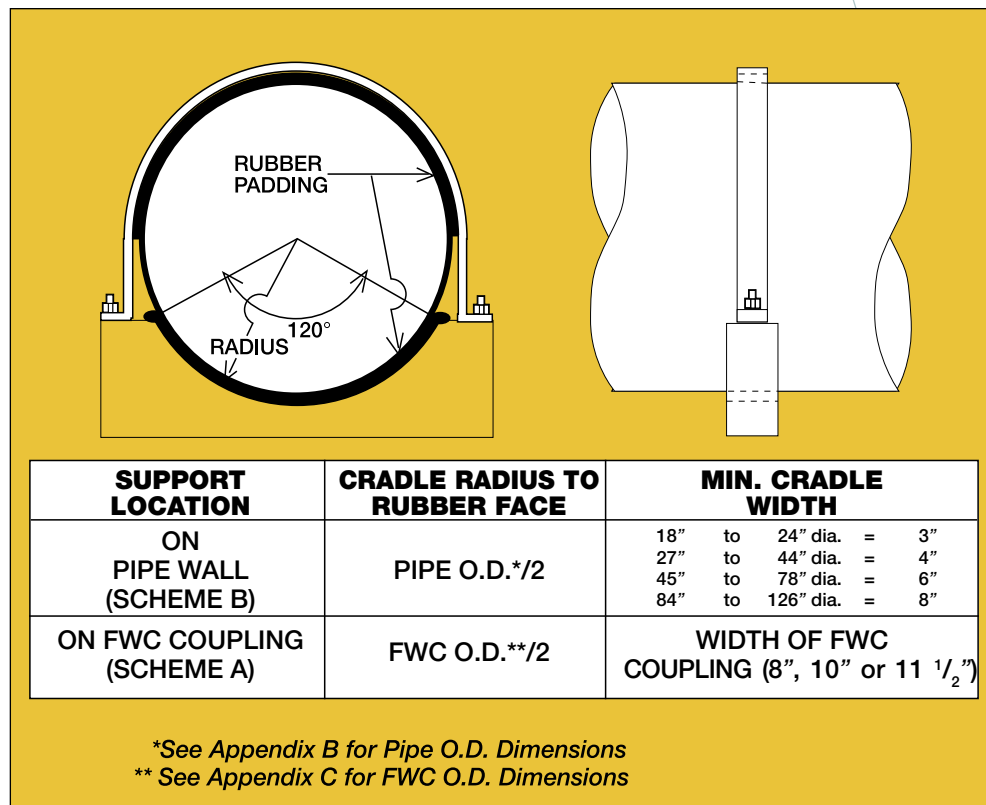 RUBBER
PADDING
120°
RADIUS
SUPPORT
LOCATION
CRADLE RADIUS TO
RUBBER FACE
MIN. CRADLE
WIDTH
ON
PIPE WALL
(SCHEME B)
PIPE O.D.*/2
18″ to 24″ dia. = 3″
27″ to 44″ dia. = 4″
45″ to 78″ dia. = 6″
84″ to 126″ dia. = 8″
ON FWC COUPLING
(SCHEME A)
FWC O.D.**/2
WIDTH OF FWC
COUPLING (8″, 10″ or 11 1/2″)
*See Appendix B for Pipe O.D. Dimensions
** See Appendix C for FWC O.D. Dimensions